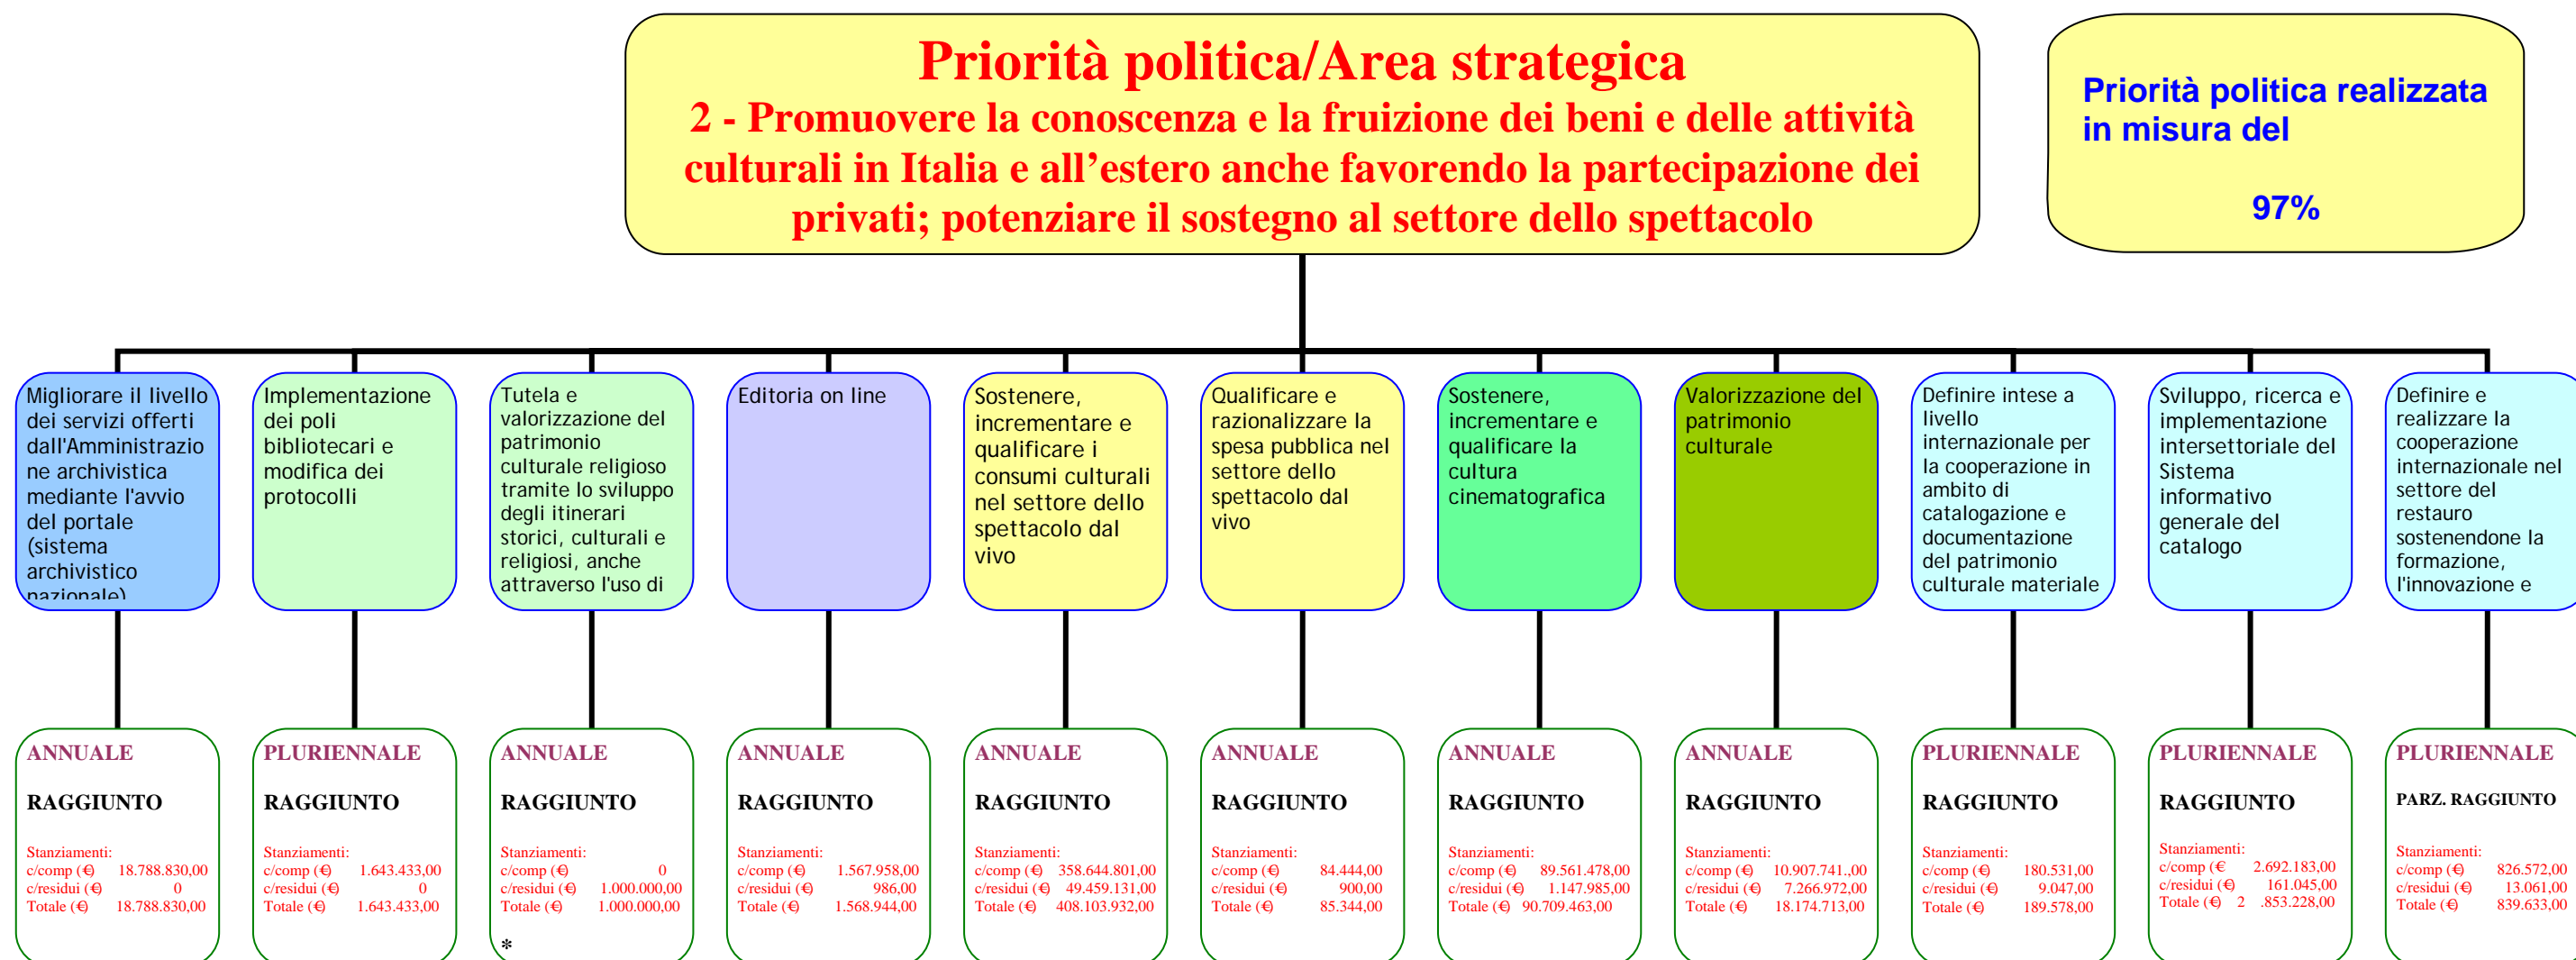 Priorità politica/Area strategica
2 - Promuovere la conoscenza e la fruizione dei beni e delle attività
culturali in Italia e all'estero anche favorendo la partecipazione dei
privati; potenziare il sostegno al settore dello spettacolo
Priorità politica realizzata
in misura del
97%
Migliorare il livello
dei servizi offerti
dall'Amministrazio
ne archivistica
mediante l'avvio
del portale
(sistema
archivistico
nazionale)
Implementazione
dei poli
bibliotecari e
modifica dei
protocolli
Tutela e
valorizzazione del
patrimonio
culturale religioso
tramite lo sviluppo
degli itinerari
storici, culturali e
religiosi, anche
attraverso l'uso di
Editoria on line
Sostenere,
incrementare e
qualificare i
consumi culturali
nel settore dello
spettacolo dal
vivo
Qualificare e
razionalizzare la
spesa pubblica nel
settore dello
spettacolo dal
vivo
Sostenere,
incrementare e
qualificare la
cultura
cinematografica
Valorizzazione del
patrimonio
culturale
Definire intese a
livello
internazionale per
la cooperazione in
ambito di
catalogazione e
documentazione
del patrimonio
culturale materiale
Sviluppo, ricerca e
implementazione
intersettoriale del
Sistema
informativo
generale del
catalogo
Definire e
realizzare la
cooperazione
internazionale nel
settore del
restauro
sostenendone la
formazione,
l'innovazione e
ANNUALE
RAGGIUNTO
Stanziamenti:
c/comp (€) 18.788.830,00
c/residui (€) 0
Totale (€) 18.788.830,00
PLURIENNALE
RAGGIUNTO
Stanziamenti:
c/comp (€) 1.643.433,00
c/residui (€) 0
Totale (€) 1.643.433,00
ANNUALE
RAGGIUNTO
Stanziamenti:
c/comp (€) 0
c/residui (€) 1.000.000,00
Totale (€) 1.000.000,00
*
ANNUALE
RAGGIUNTO
Stanziamenti:
c/comp (€) 1.567.958,00
c/residui (€) 986,00
Totale (€) 1.568.944,00
ANNUALE
RAGGIUNTO
Stanziamenti:
c/comp (€) 358.644.801,00
c/residui (€) 49.459.131,00
Totale (€) 408.103.932,00
ANNUALE
RAGGIUNTO
Stanziamenti:
c/comp (€) 84.444,00
c/residui (€) 900,00
Totale (€) 85.344,00
ANNUALE
RAGGIUNTO
Stanziamenti:
c/comp (€) 89.561.478,00
c/residui (€) 1.147.985,00
Totale (€) 90.709.463,00
ANNUALE
RAGGIUNTO
Stanziamenti:
c/comp (€) 10.907.741.,00
c/residui (€) 7.266.972,00
Totale (€) 18.174.713,00
PLURIENNALE
RAGGIUNTO
Stanziamenti:
c/comp (€) 180.531,00
c/residui (€) 9.047,00
Totale (€) 189.578,00
PLURIENNALE
RAGGIUNTO
Stanziamenti:
c/comp (€ 2.692.183,00
c/residui (€) 161.045,00
Totale (€) 2 .853.228,00
PLURIENNALE
PARZ. RAGGIUNTO
Stanziamenti:
c/comp (€) 826.572,00
c/residui (€) 13.061,00
Totale (€) 839.633,00